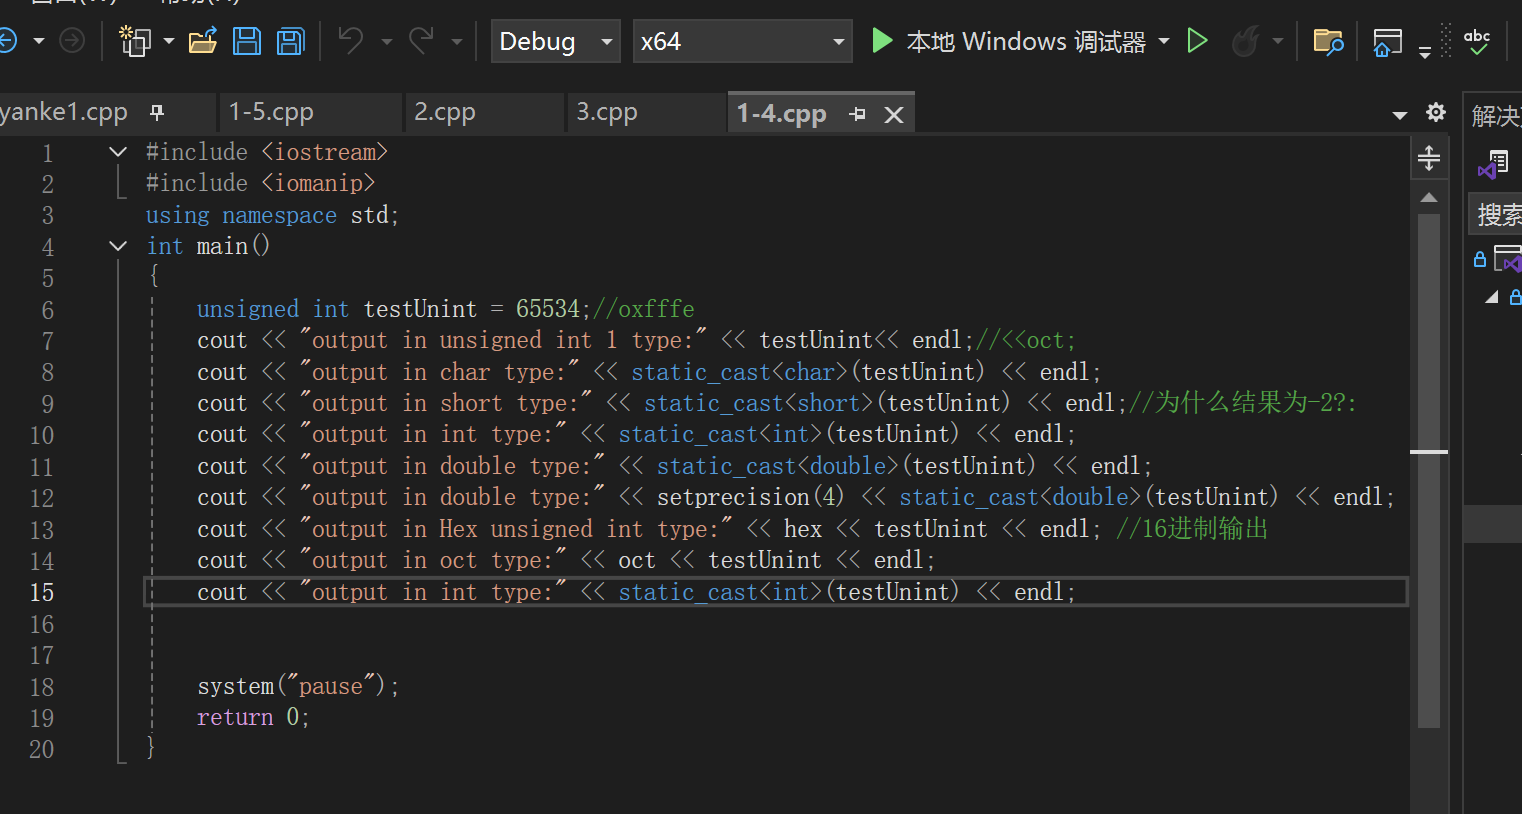 Debug x64 本地 Windows 调试器 abc
yanke1.cpp 1-5.cpp 2.cpp 3.cpp 1-4.cpp
解决
搜索
1 #include <iostream>
2 #include <iomanip>
3 using namespace std;
4 int main()
5 {
6 unsigned int testUnint = 65534;//oxfffe
7 cout << "output in unsigned int 1 type:" << testUnint<< endl;//<<oct;
8 cout << "output in char type:" << static_cast<char>(testUnint) << endl;
9 cout << "output in short type:" << static_cast<short>(testUnint) << endl;//为什么结果为-2?:
10 cout << "output in int type:" << static_cast<int>(testUnint) << endl;
11 cout << "output in double type:" << static_cast<double>(testUnint) << endl;
12 cout << "output in double type:" << setprecision(4) << static_cast<double>(testUnint) << endl;
13 cout << "output in Hex unsigned int type:" << hex << testUnint << endl; //16进制输出
14 cout << "output in oct type:" << oct << testUnint << endl;
15 cout << "output in int type:" << static_cast<int>(testUnint) << endl;
16
17
18 system("pause");
19 return 0;
20 }